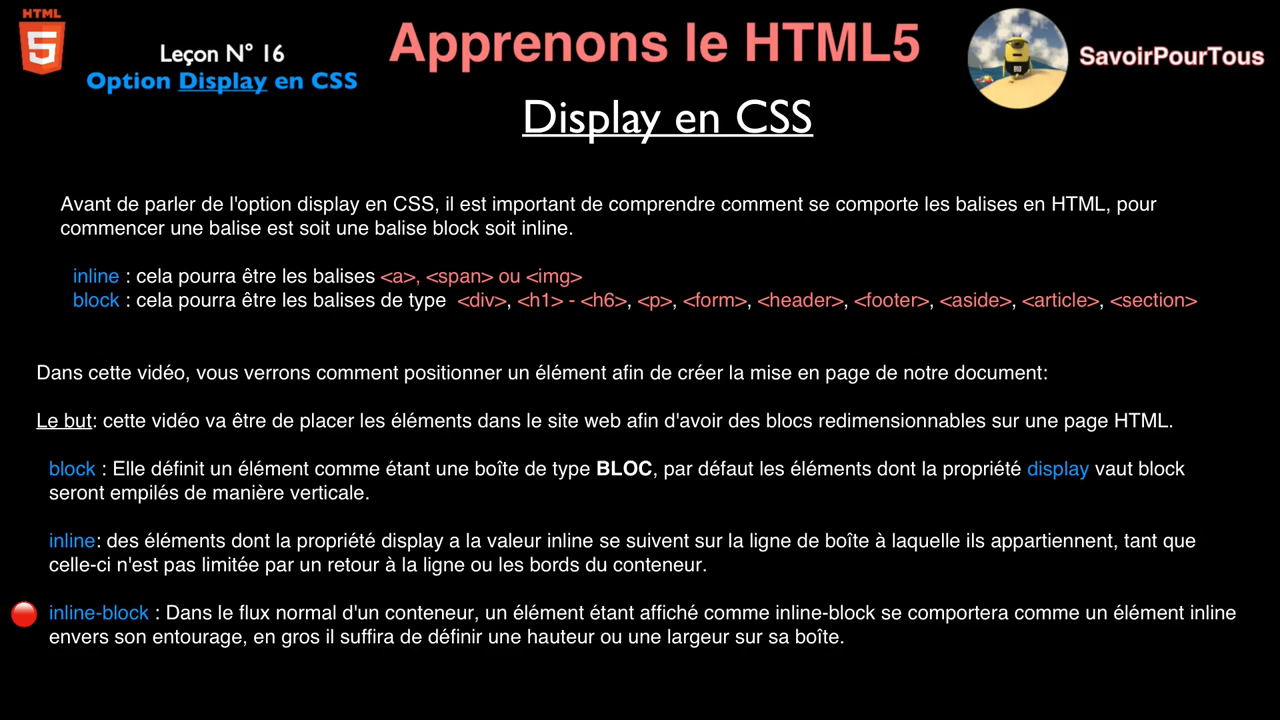 HTML
5
Leçon N° 16
Option Display en CSS
Apprenons le HTML5
SavoirPourTous
Display en CSS
Avant de parler de l'option display en CSS, il est important de comprendre comment se comporte les balises en HTML, pour
commencer une balise est soit une balise block soit inline.
inline : cela pourra être les balises <a>, <span> ou <img>
block : cela pourra être les balises de type <div>, <h1> - <h6>, <p>, <form>, <header>, <footer>, <aside>, <article>, <section>
Dans cette vidéo, vous verrons comment positionner un élément afin de créer la mise en page de notre document:
Le but: cette vidéo va être de placer les éléments dans le site web afin d'avoir des blocs redimensionnables sur une page HTML.
block : Elle définit un élément comme étant une boîte de type BLOC, par défaut les éléments dont la propriété display vaut block
seront empilés de manière verticale.
inline: des éléments dont la propriété display a la valeur inline se suivent sur la ligne de boîte à laquelle ils appartiennent, tant que
celle-ci n'est pas limitée par un retour à la ligne ou les bords du conteneur.
inline-block : Dans le flux normal d'un conteneur, un élément étant affiché comme inline-block se comportera comme un élément inline
envers son entourage, en gros il suffira de définir une hauteur ou une largeur sur sa boîte.